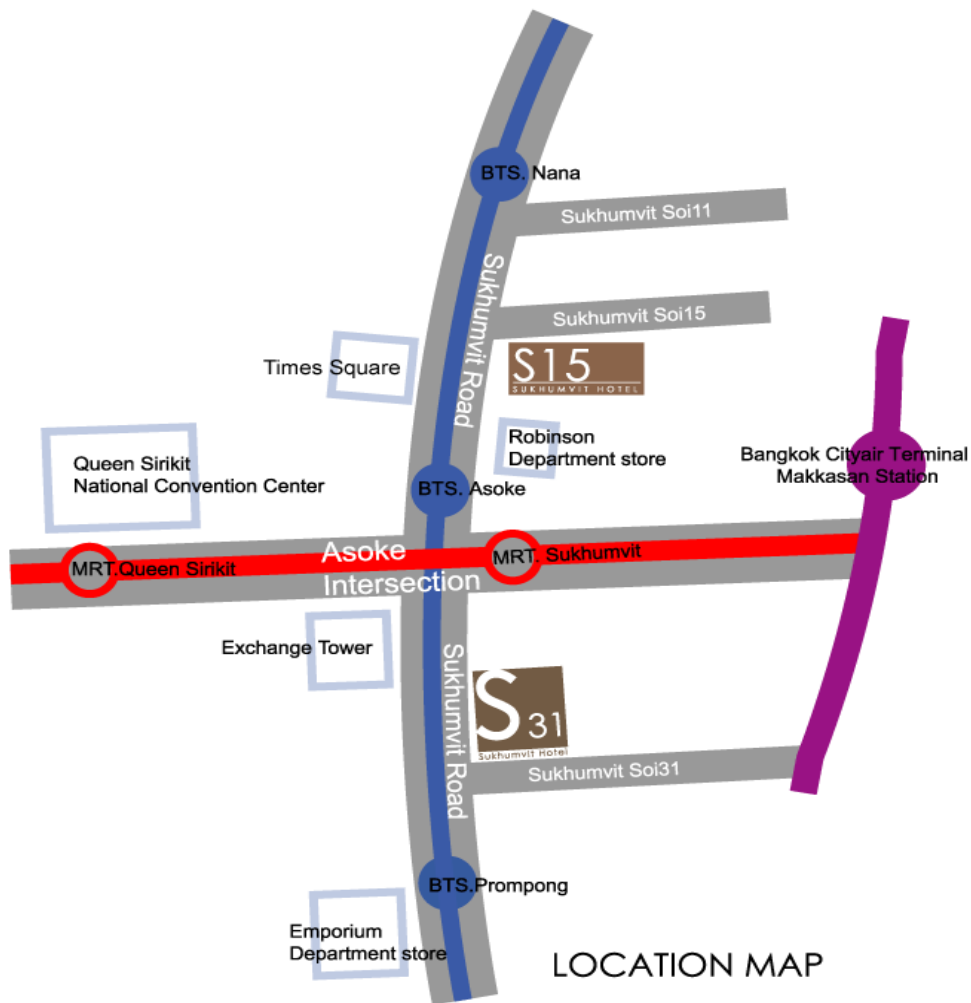 BTS. Nana
Sukhumvit Soi11
Sukhumvit Road
Sukhumvit Soi15
Times Square
S15
SUKHUMVIT HOTEL
Robinson
Department store
Bangkok Cityair Terminal
Makkasan Station
Queen Sirikit
National Convention Center
BTS. Asoke
Asoke
Intersection
MRT. Sukhumvit
MRT.Queen Sirikit
Exchange Tower
Sukhumvit Road
S 31
Sukhumvit Hotel
Sukhumvit Soi31
BTS.Prompong
Emporium
Department store
LOCATION MAP